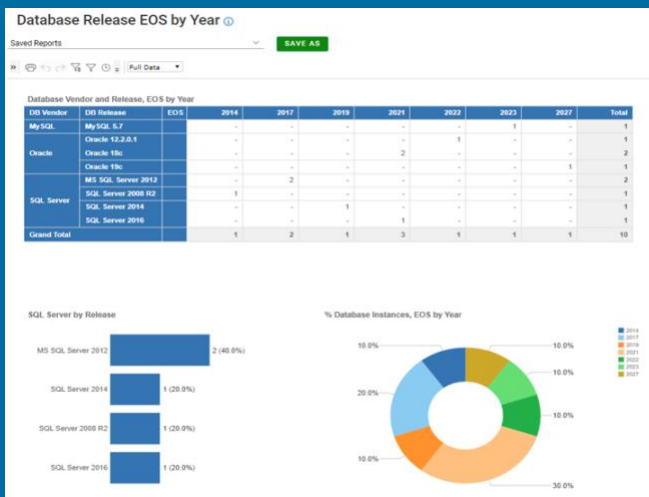 Database Release EOS by Year
Saved Reports
SAVE AS
Full Data
Database Vendor and Release, EOS by Year
DB Vendor DB Release EOS 2014 2017 2019 2021 2022 2023 2027 Total
MySQL MySQL 5.7 - - - - - 1 - 1
Oracle Oracle 12.2.0.1 - - - - 1 - - 1
Oracle 18c - - - 2 - - - 2
Oracle 19c - - - - - - 1 1
SQL Server MS SQL Server 2012 - 2 - - - - - 2
SQL Server 2008 R2 1 - - - - - - 1
SQL Server 2014 - - 1 - - - - 1
SQL Server 2016 - - - 1 - - - 1
Grand Total 1 2 1 3 1 1 1 10
SQL Server by Release
MS SQL Server 2012 2 (40.0%)
SQL Server 2014 1 (20.0%)
SQL Server 2008 R2 1 (20.0%)
SQL Server 2016 1 (20.0%)
% Database Instances, EOS by Year
10.0% 10.0%
10.0%
20.0%
10.0%
10.0%
30.0%
2014
2017
2019
2021
2022
2023
2027